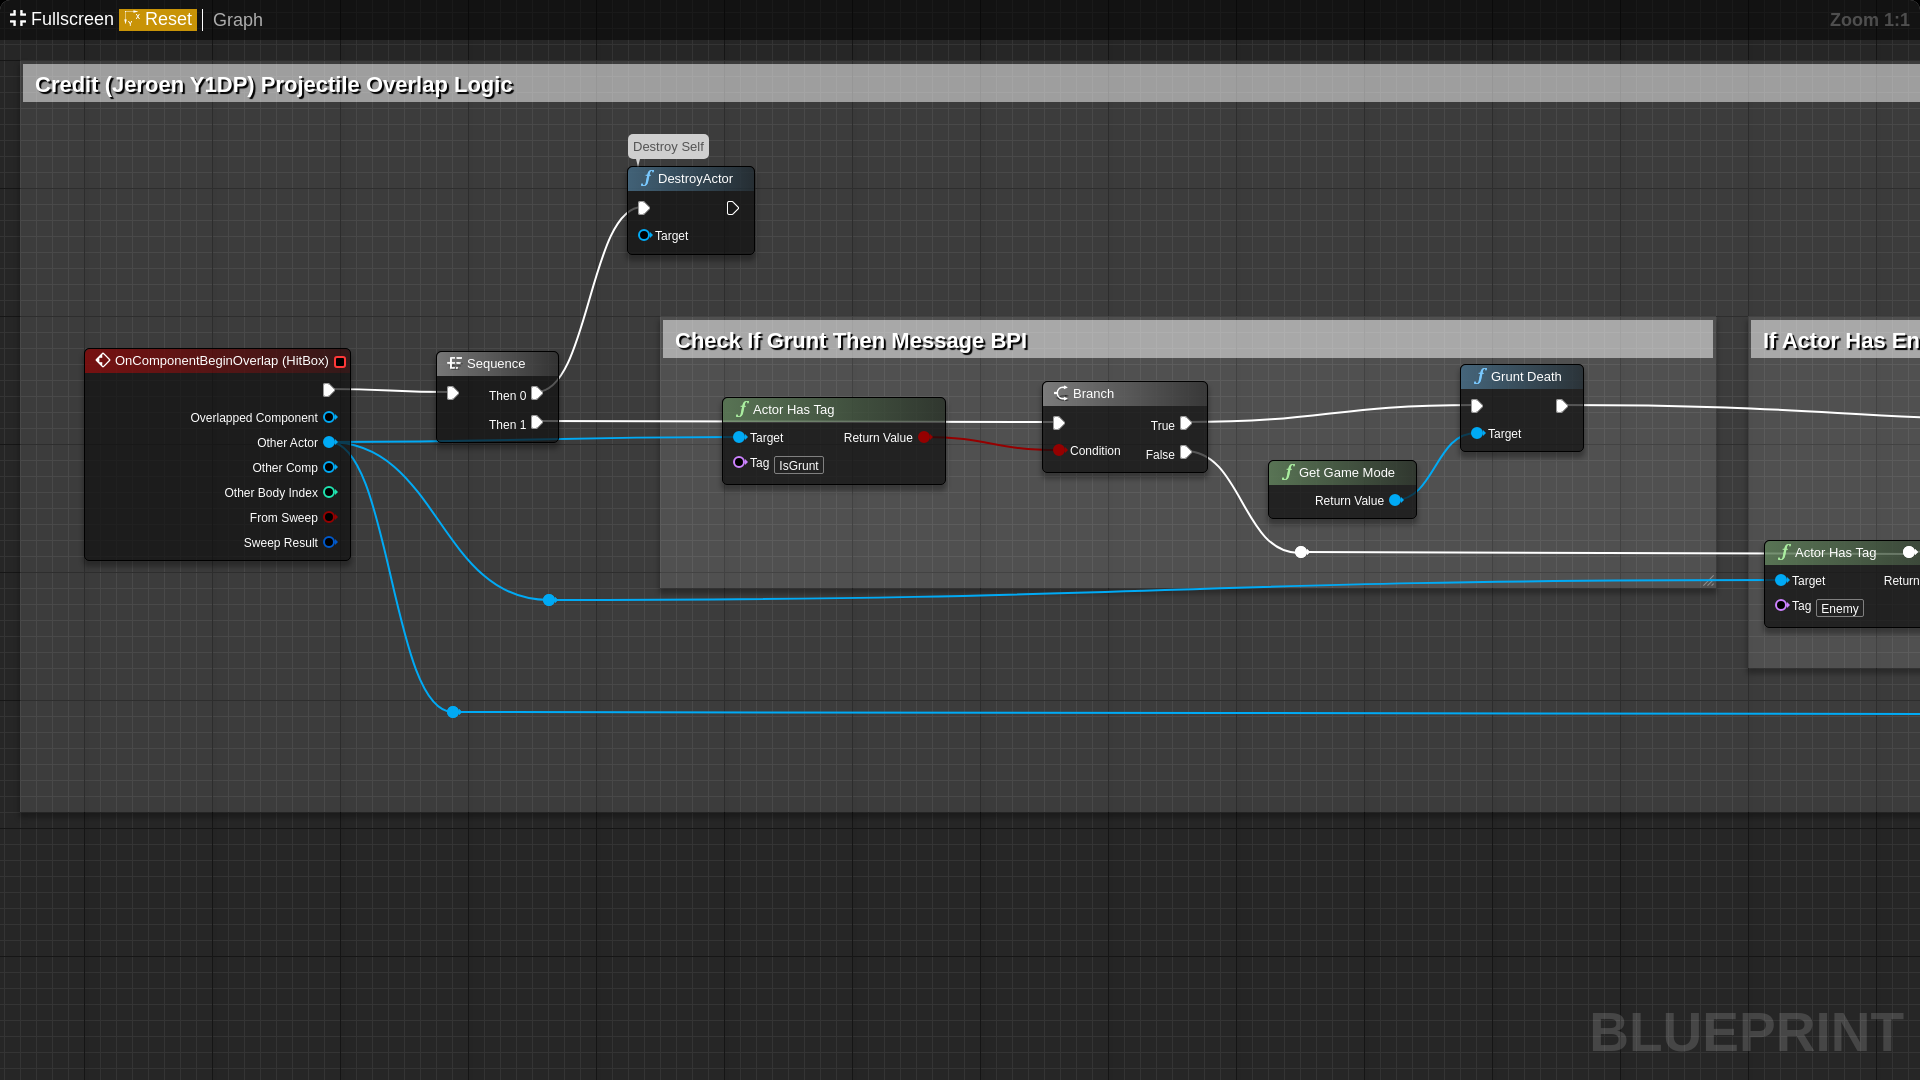 Fullscreen Reset Graph
Zoom 1:1
Credit (Jeroen Y1DP) Projectile Overlap Logic
Destroy Self
DestroyActor
Target
OnComponentBeginOverlap (HitBox)
Overlapped Component
Other Actor
Other Comp
Other Body Index
From Sweep
Sweep Result
Sequence
Then 0
Then 1
Check If Grunt Then Message BPI
Actor Has Tag
Target Return Value
Tag IsGrunt
Branch
True
Condition
False
Get Game Mode
Return Value
Grunt Death
Target
If Actor Has En
Actor Has Tag
Target Return
Tag Enemy
BLUEPRINT